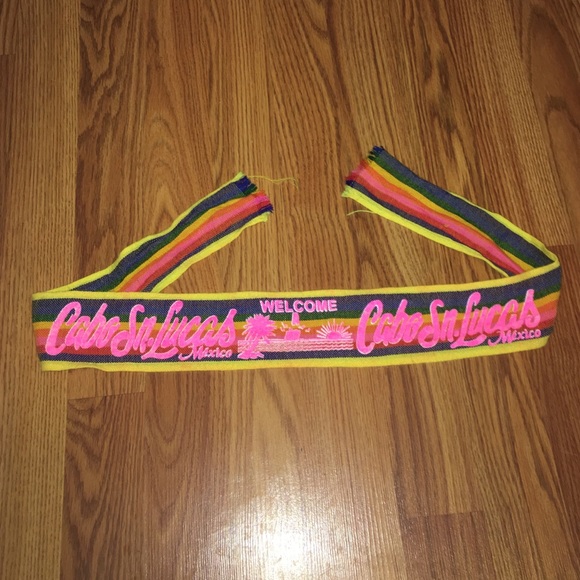 Cabo Sn. Lucas
México
WELCOME
Cabo Sn. Lucas
México